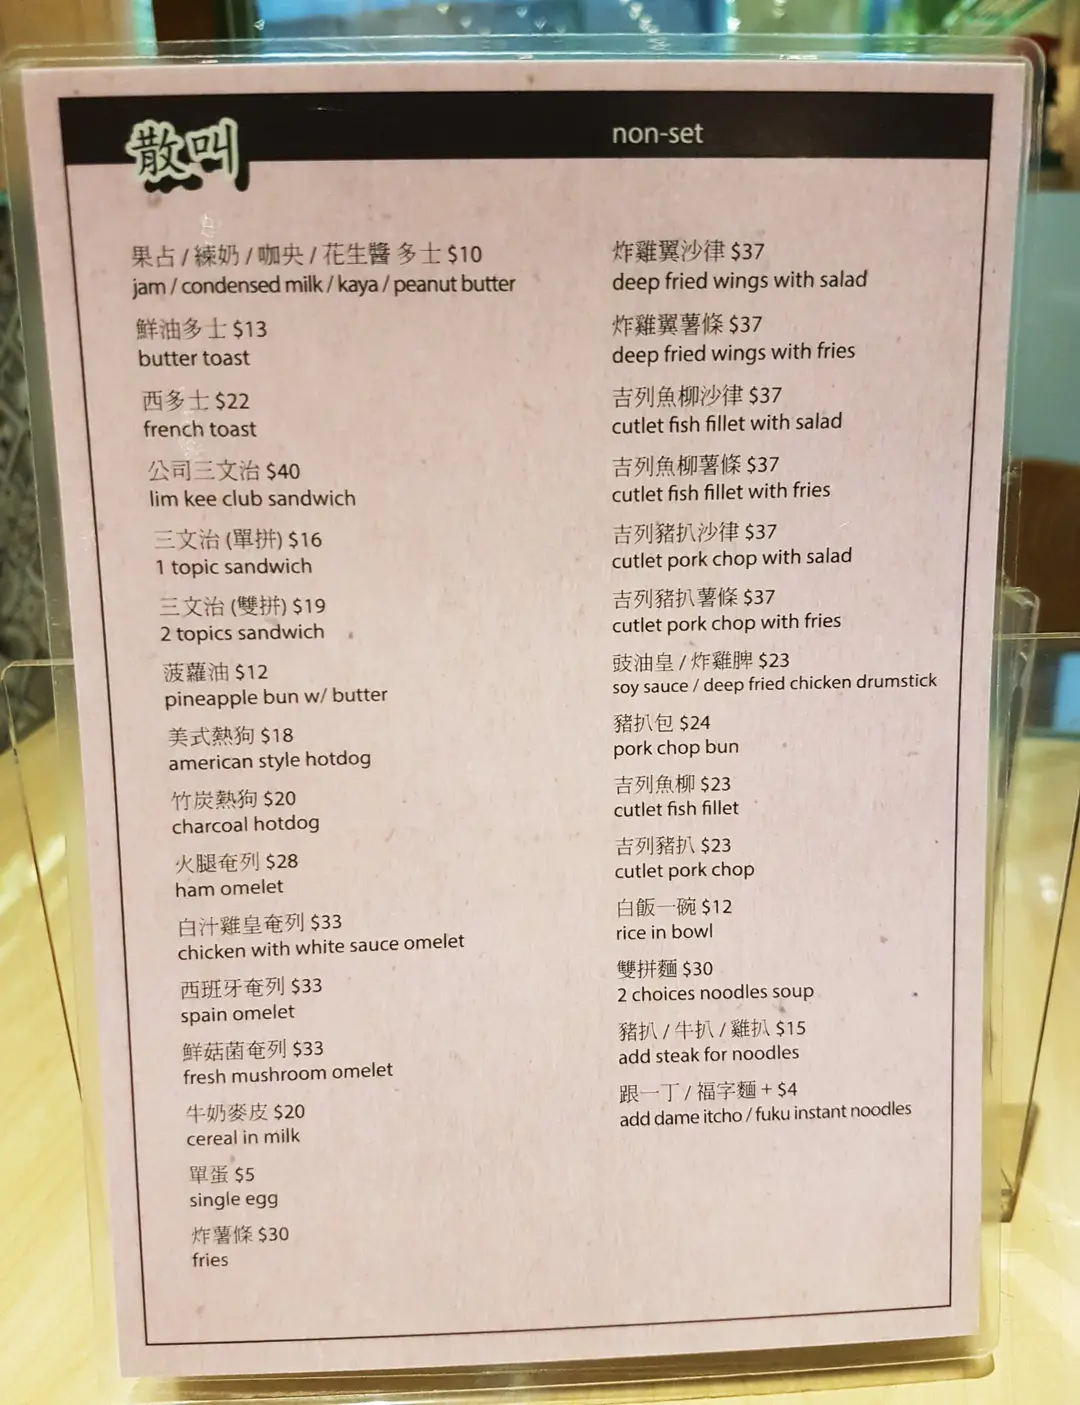 散叫
non-set
果占 / 練奶 / 咖央 / 花生醬 多士 $10
jam / condensed milk / kaya / peanut butter
鮮油多士 $13
butter toast
西多士 $22
french toast
公司三文治 $40
lim kee club sandwich
三文治 (單拼) $16
1 topic sandwich
三文治 (雙拼) $19
2 topics sandwich
菠蘿油 $12
pineapple bun w/ butter
美式熱狗 $18
american style hotdog
竹炭熱狗 $20
charcoal hotdog
火腿奄列 $28
ham omelet
白汁雞皇奄列 $33
chicken with white sauce omelet
西班牙奄列 $33
spain omelet
鮮菇菌奄列 $33
fresh mushroom omelet
牛奶麥皮 $20
cereal in milk
單蛋 $5
single egg
炸薯條 $30
fries
炸雞翼沙律 $37
deep fried wings with salad
炸雞翼薯條 $37
deep fried wings with fries
吉列魚柳沙律 $37
cutlet fish fillet with salad
吉列魚柳薯條 $37
cutlet fish fillet with fries
吉列豬扒沙律 $37
cutlet pork chop with salad
吉列豬扒薯條 $37
cutlet pork chop with fries
豉油皇 / 炸雞髀 $23
soy sauce / deep fried chicken drumstick
豬扒包 $24
pork chop bun
吉列魚柳 $23
cutlet fish fillet
吉列豬扒 $23
cutlet pork chop
白飯一碗 $12
rice in bowl
雙拼麵 $30
2 choices noodles soup
豬扒 / 牛扒 / 雞扒 $15
add steak for noodles
跟一丁 / 福字麵 + $4
add dame itcho / fuku instant noodles